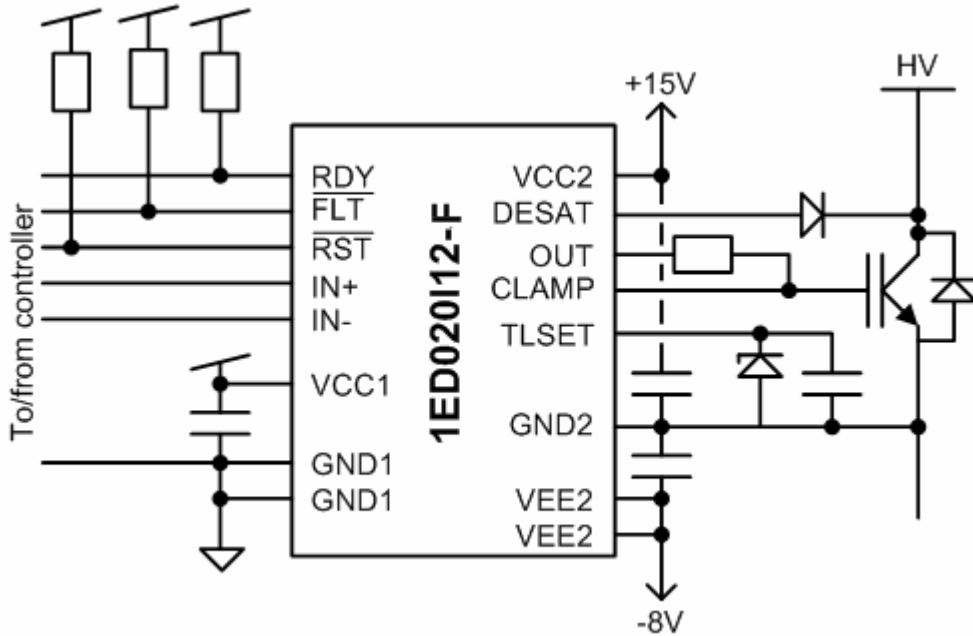 +15V
HV
RDY
FLT
RST
IN+
IN-
VCC1
GND1
GND1
To/from controller
1ED020I12-F
VCC2
DESAT
OUT
CLAMP
TLSET
GND2
VEE2
VEE2
-8V